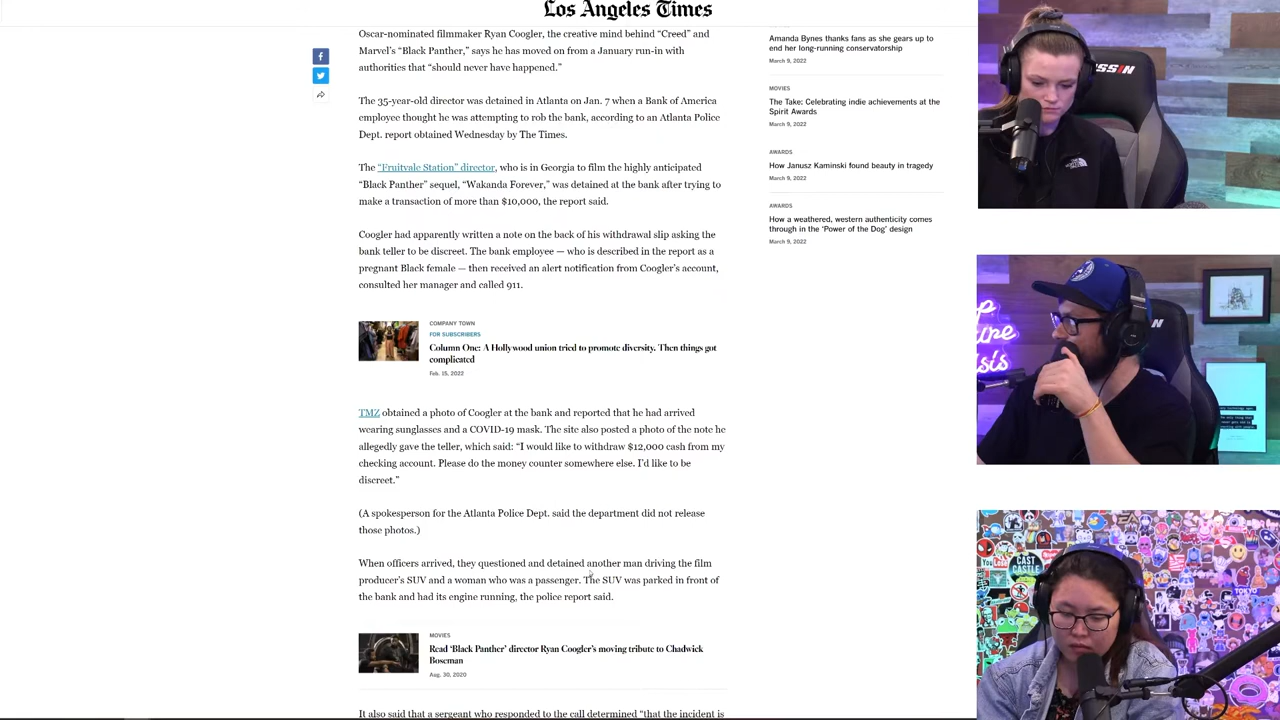 Los Angeles Times
Oscar-nominated filmmaker Ryan Coogler, the creative mind behind “Creed” and
Marvel’s “Black Panther,” says he has moved on from a January run-in with
authorities that “should never have happened.”
The 35-year-old director was detained in Atlanta on Jan. 7 when a Bank of America
employee thought he was attempting to rob the bank, according to an Atlanta Police
Dept. report obtained Wednesday by The Times.
The “Fruitvale Station” director, who is in Georgia to film the highly anticipated
“Black Panther” sequel, “Wakanda Forever,” was detained at the bank after trying to
make a transaction of more than $10,000, the report said.
Coogler had apparently written a note on the back of his withdrawal slip asking the
bank teller to be discreet. The bank employee — who is described in the report as a
pregnant Black female — then received an alert notification from Coogler’s account,
consulted her manager and called 911.
COMPANY TOWN
FOR SUBSCRIBERS
Column One: A Hollywood union tried to promote diversity. Then things got
complicated
Feb. 15, 2022
TMZ obtained a photo of Coogler at the bank and reported that he had arrived
wearing sunglasses and a COVID-19 mask. The site also posted a photo of the note he
allegedly gave the teller, which said: “I would like to withdraw $12,000 cash from my
checking account. Please do the money counter somewhere else. I’d like to be
discreet.”
(A spokesperson for the Atlanta Police Dept. said the department did not release
those photos.)
When officers arrived, they questioned and detained another man driving the film
producer’s SUV and a woman who was a passenger. The SUV was parked in front of
the bank and had its engine running, the police report said.
MOVIES
Read ‘Black Panther’ director Ryan Coogler’s moving tribute to Chadwick
Boseman
Aug. 30, 2020
It also said that a sergeant who responded to the call determined “that the incident is
Amanda Bynes thanks fans as she gears up to
end her long-running conservatorship
March 9, 2022
MOVIES
The Take: Celebrating indie achievements at the
Spirit Awards
March 9, 2022
AWARDS
How Janusz Kaminski found beauty in tragedy
March 9, 2022
AWARDS
How a weathered, western authenticity comes
through in the ‘Power of the Dog’ design
March 9, 2022
CAST
CASTLE
TOKYO